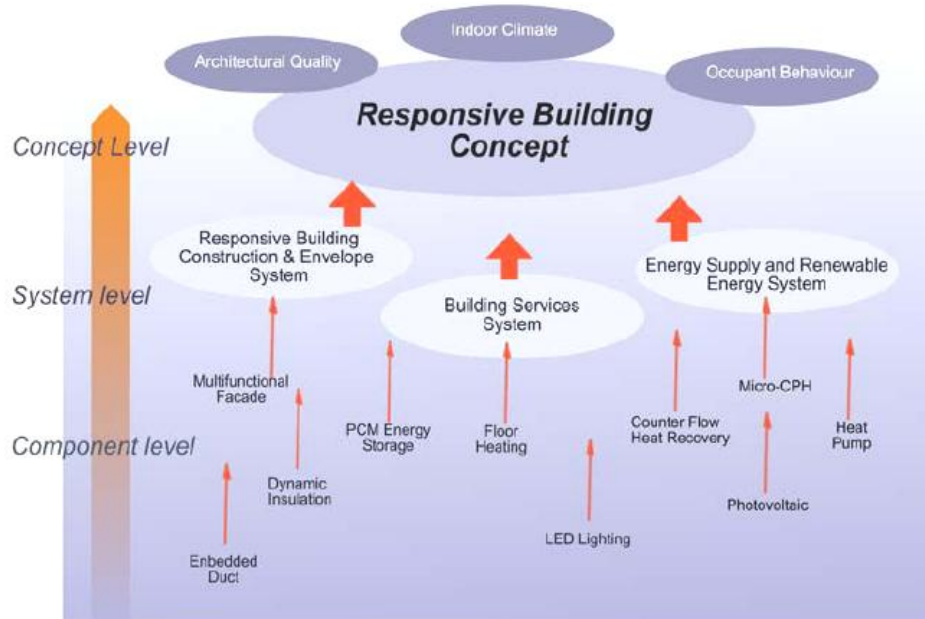 Indoor Climate
Architectural Quality
Occupant Behaviour
Responsive Building
Concept
Concept Level
Responsive Building
Construction & Envelope
System
Energy Supply and Renewable
Energy System
System level
Building Services
System
Multifunctional
Facade
Micro-CPH
PCM Energy
Storage
Floor
Heating
Counter Flow
Heat Recovery
Heat
Pump
Component level
Dynamic
Insulation
Photovoltaic
LED Lighting
Enbedded
Duct